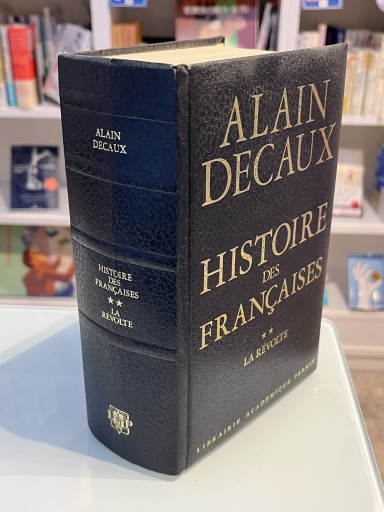 ALAIN
DECAUX
HISTOIRE
DES
FRANÇAISES
★★
LA RÉVOLTE
ALAIN
DECAUX
HISTOIRE
DES
FRANÇAISES
★★
LA
RÉVOLTE
LIBRAIRIE ACADÉMIQUE PERRIN